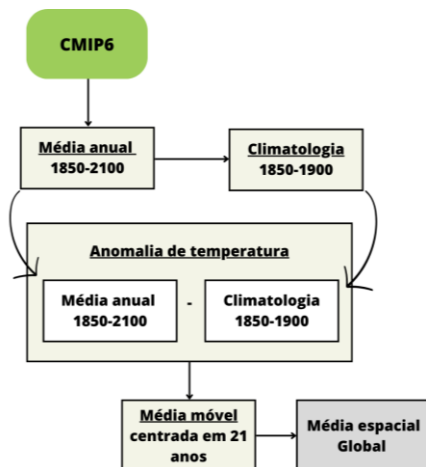 CMIP6
Média anual
1850-2100
Climatologia
1850-1900
Anomalia de temperatura
Média anual
1850-2100
-
Climatologia
1850-1900
Média móvel
centrada em 21
anos
Média espacial
Global